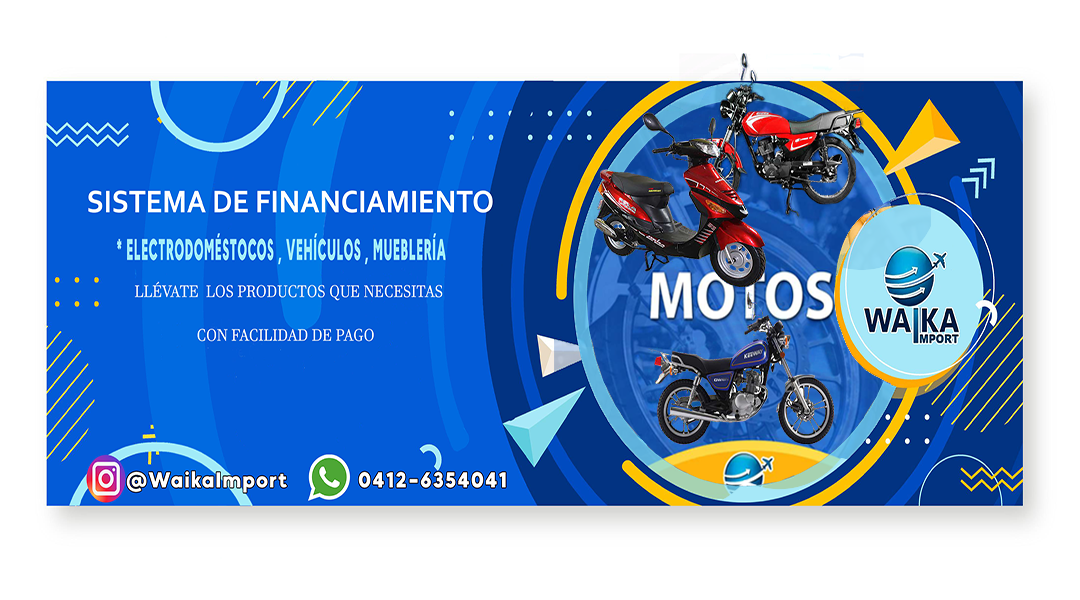 SISTEMA DE FINANCIAMIENTO
* ELECTRODOMÉSTOCOS , VEHÍCULOS , MUEBLERÍA
LLÉVATE LOS PRODUCTOS QUE NECESITAS
CON FACILIDAD DE PAGO
@WaikaImport
0412-6354041
MOTOS
KEEWAY
WAIKA
IMPORT